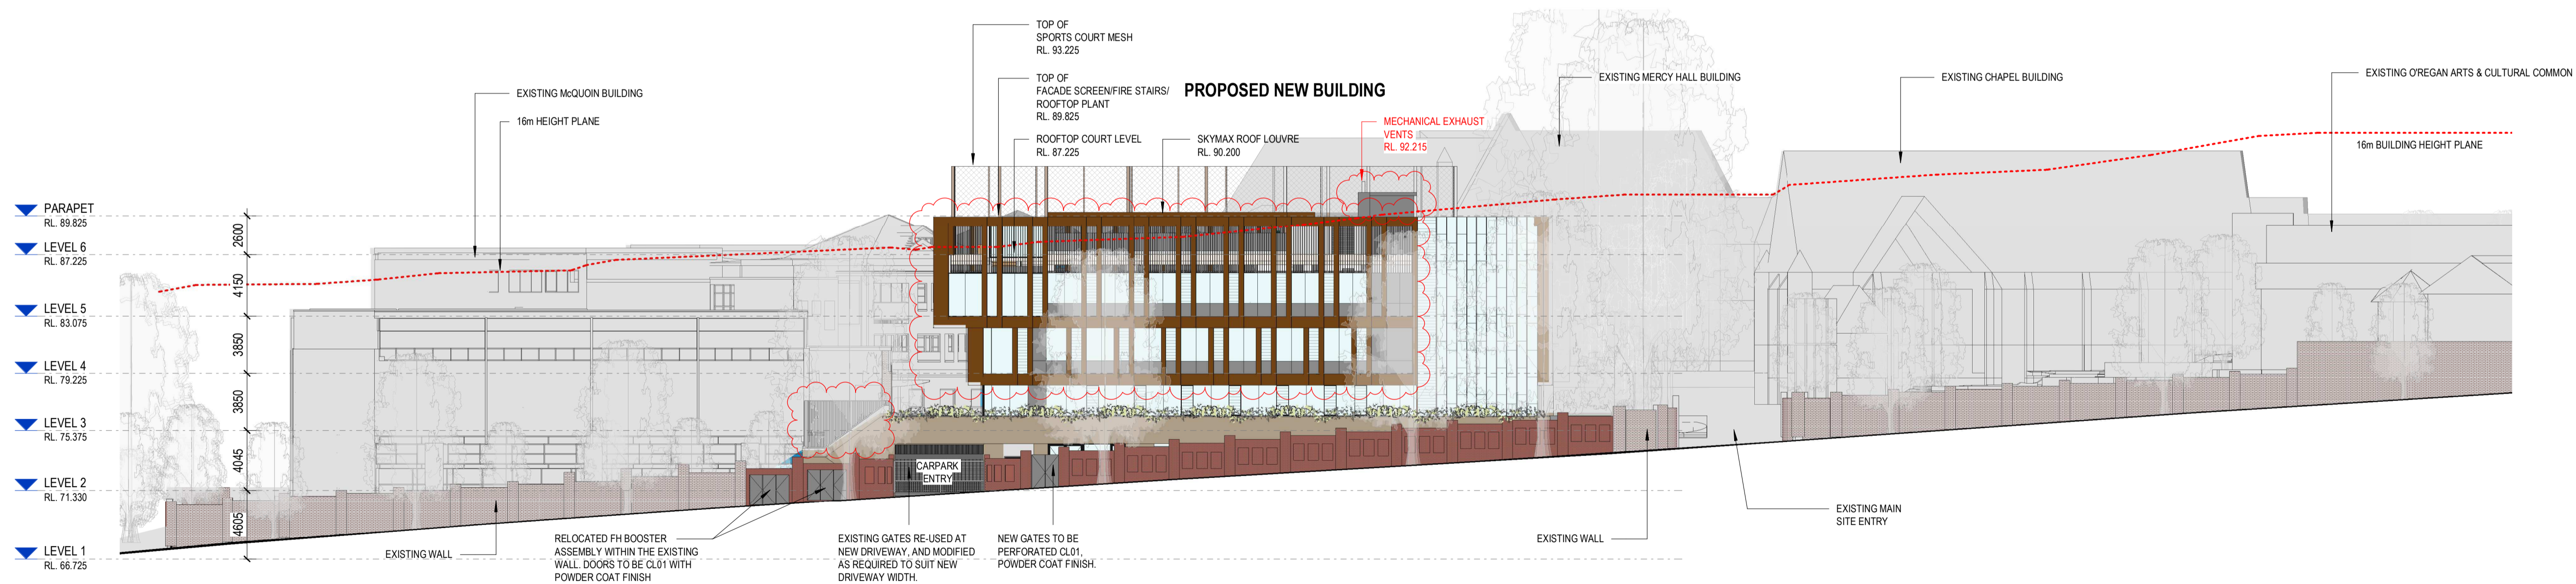 TOP OF
SPORTS COURT MESH
RL. 93.225
TOP OF
FACADE SCREEN/FIRE STAIRS/
ROOFTOP PLANT
RL. 89.825
PROPOSED NEW BUILDING
EXISTING MERCY HALL BUILDING
EXISTING CHAPEL BUILDING
EXISTING O'REGAN ARTS & CULTURAL COMMON
EXISTING McQUOIN BUILDING
16m HEIGHT PLANE
ROOFTOP COURT LEVEL
RL. 87.225
SKYMAX ROOF LOUVRE
RL. 90.200
MECHANICAL EXHAUST
VENTS
RL. 92.215
16m BUILDING HEIGHT PLANE
PARAPET
RL. 89.825
2600
LEVEL 6
RL. 87.225
4150
LEVEL 5
RL. 83.075
3850
LEVEL 4
RL. 79.225
3850
LEVEL 3
RL. 75.375
4045
LEVEL 2
RL. 71.330
4605
LEVEL 1
RL. 66.725
CARPARK
ENTRY
EXISTING WALL
RELOCATED FH BOOSTER
ASSEMBLY WITHIN THE EXISTING
WALL. DOORS TO BE CL01 WITH
POWDER COAT FINISH
EXISTING GATES RE-USED AT
NEW DRIVEWAY, AND MODIFIED
AS REQUIRED TO SUIT NEW
DRIVEWAY WIDTH.
NEW GATES TO BE
PERFORATED CL01,
POWDER COAT FINISH.
EXISTING WALL
EXISTING MAIN
SITE ENTRY